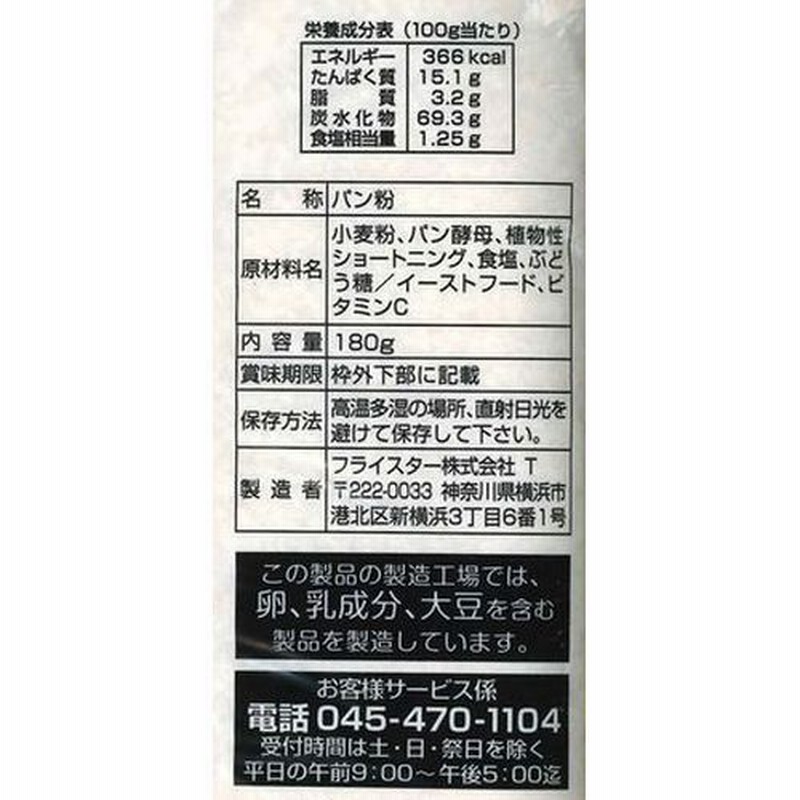 栄養成分表（100g当たり）
エネルギー 366kcal
たんぱく質 15.1g
脂質 3.2g
炭水化物 69.3g
食塩相当量 1.25g
名称 パン粉
原材料名 小麦粉、パン酵母、植物性
ショートニング、食塩、ぶど
う糖／イーストフード、ビ
タミンC
内容量 180g
賞味期限 枠外下部に記載
保存方法 高温多湿の場所、直射日光を
避けて保存して下さい。
製造者 フライスター株式会社 T
〒222-0033 神奈川県横浜市
港北区新横浜3丁目6番1号
この製品の製造工場では、
卵、乳成分、大豆を含む
製品を製造しています。
お客様サービス係
電話 045-470-1104
受付時間は土・日・祭日を除く
平日の午前9:00～午後5:00迄